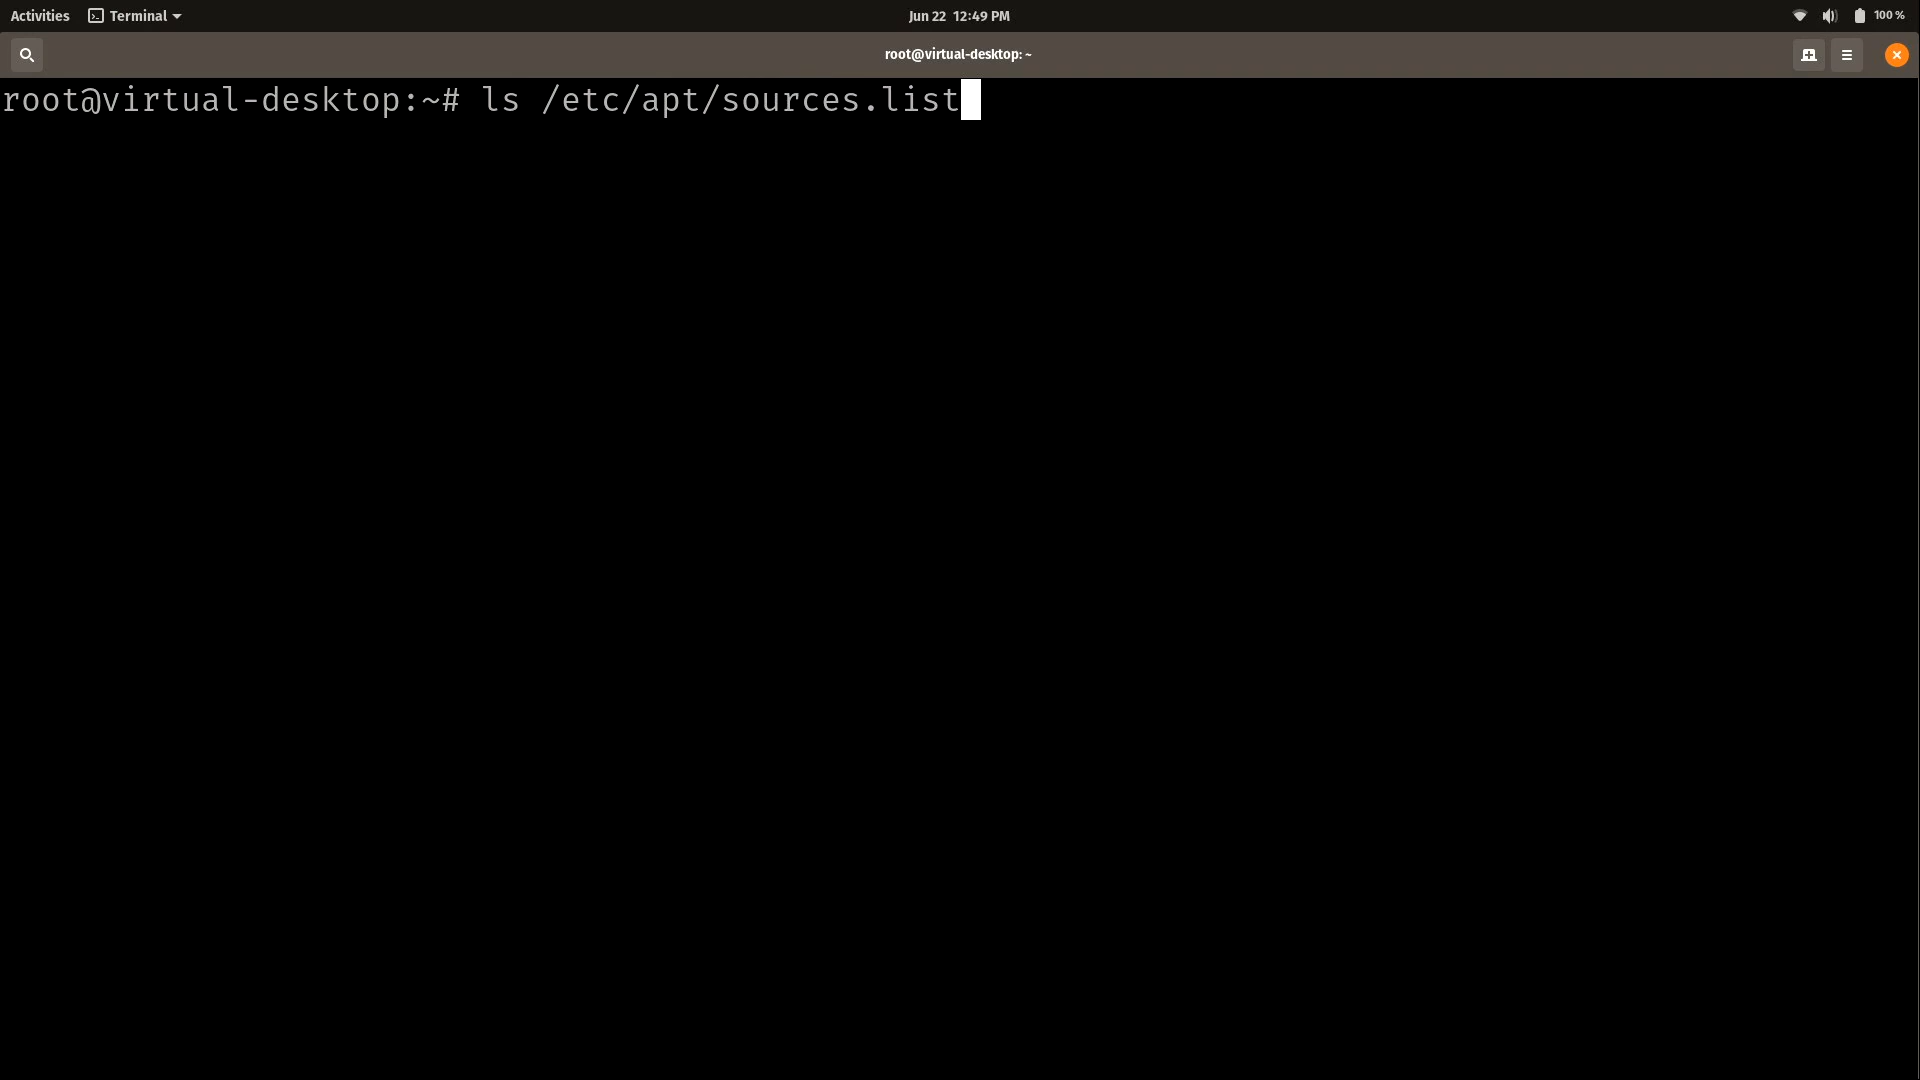 Activities Terminal Jun 22 12:49 PM 100 %
root@virtual-desktop: ~
root@virtual-desktop:~# ls /etc/apt/sources.list